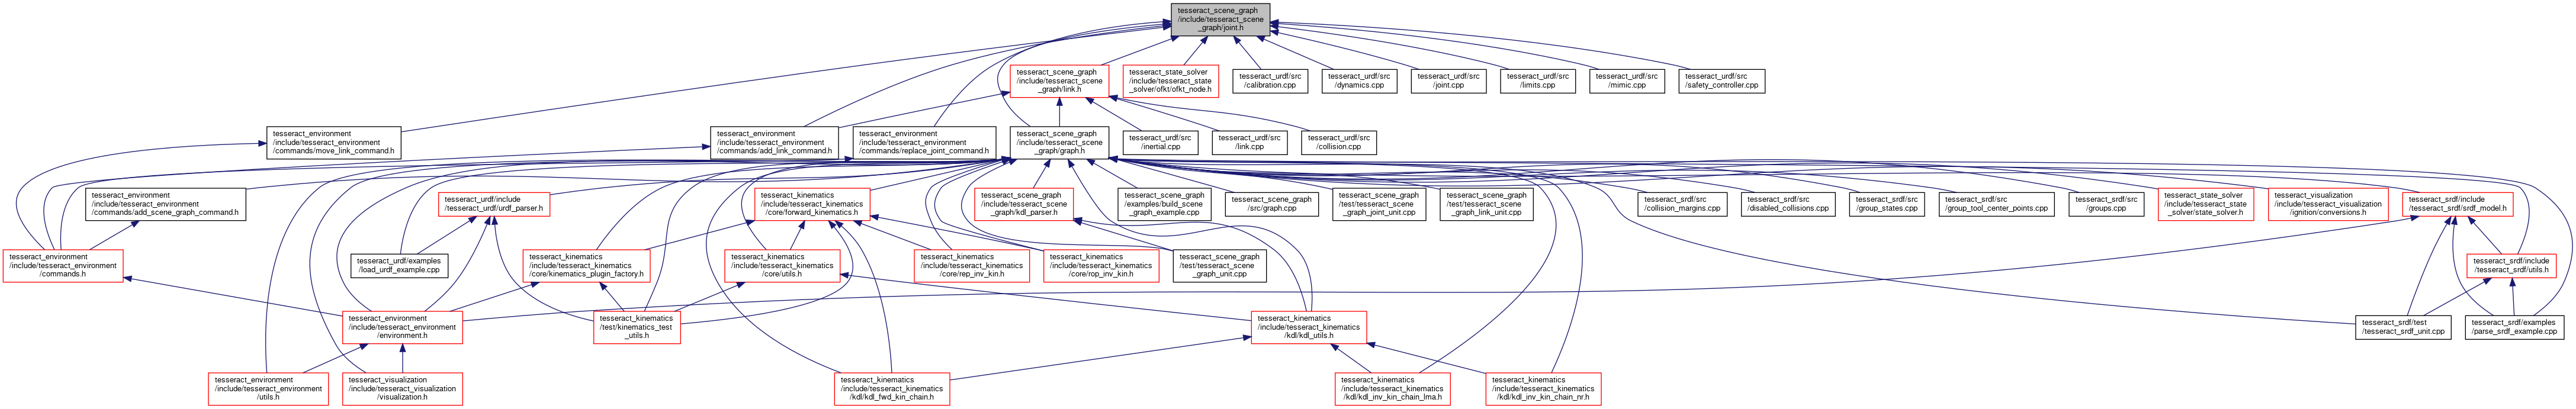 tesseract_scene_graph
/include/tesseract_scene
_graph/joint.h
tesseract_scene_graph
/include/tesseract_scene
_graph/link.h
tesseract_state_solver
/include/tesseract_state
_solver/ofkt/ofkt_node.h
tesseract_urdf/src
/calibration.cpp
tesseract_urdf/src
/dynamics.cpp
tesseract_urdf/src
/joint.cpp
tesseract_urdf/src
/limits.cpp
tesseract_urdf/src
/mimic.cpp
tesseract_urdf/src
/safety_controller.cpp
tesseract_environment
/include/tesseract_environment
/commands/move_link_command.h
tesseract_environment
/include/tesseract_environment
/commands/add_link_command.h
tesseract_environment
/include/tesseract_environment
/commands/replace_joint_command.h
tesseract_scene_graph
/include/tesseract_scene
_graph/graph.h
tesseract_urdf/src
/inertial.cpp
tesseract_urdf/src
/link.cpp
tesseract_urdf/src
/collision.cpp
tesseract_environment
/include/tesseract_environment
/commands/add_scene_graph_command.h
tesseract_urdf/include
/tesseract_urdf/urdf_parser.h
tesseract_kinematics
/include/tesseract_kinematics
/core/forward_kinematics.h
tesseract_scene_graph
/include/tesseract_scene
_graph/kdl_parser.h
tesseract_scene_graph
/examples/build_scene
_graph_example.cpp
tesseract_scene_graph
/src/graph.cpp
tesseract_scene_graph
/test/tesseract_scene
_graph_joint_unit.cpp
tesseract_scene_graph
/test/tesseract_scene
_graph_link_unit.cpp
tesseract_srdf/src
/collision_margins.cpp
tesseract_srdf/src
/disabled_collisions.cpp
tesseract_srdf/src
/group_states.cpp
tesseract_srdf/src
/group_tool_center_points.cpp
tesseract_srdf/src
/groups.cpp
tesseract_state_solver
/include/tesseract_state
_solver/state_solver.h
tesseract_visualization
/include/tesseract_visualization
/ignition/conversions.h
tesseract_srdf/include
/tesseract_srdf/srdf_model.h
tesseract_environment
/include/tesseract_environment
/commands.h
tesseract_urdf/examples
/load_urdf_example.cpp
tesseract_kinematics
/include/tesseract_kinematics
/core/kinematics_plugin_factory.h
tesseract_kinematics
/include/tesseract_kinematics
/core/utils.h
tesseract_kinematics
/include/tesseract_kinematics
/core/rep_inv_kin.h
tesseract_kinematics
/include/tesseract_kinematics
/core/rop_inv_kin.h
tesseract_scene_graph
/test/tesseract_scene
_graph_unit.cpp
tesseract_srdf/include
/tesseract_srdf/utils.h
tesseract_environment
/include/tesseract_environment
/environment.h
tesseract_kinematics
/test/kinematics_test
_utils.h
tesseract_kinematics
/include/tesseract_kinematics
/kdl/kdl_utils.h
tesseract_srdf/test
/tesseract_srdf_unit.cpp
tesseract_srdf/examples
/parse_srdf_example.cpp
tesseract_environment
/include/tesseract_environment
/utils.h
tesseract_visualization
/include/tesseract_visualization
/visualization.h
tesseract_kinematics
/include/tesseract_kinematics
/kdl/kdl_fwd_kin_chain.h
tesseract_kinematics
/include/tesseract_kinematics
/kdl/kdl_inv_kin_chain_lma.h
tesseract_kinematics
/include/tesseract_kinematics
/kdl/kdl_inv_kin_chain_nr.h